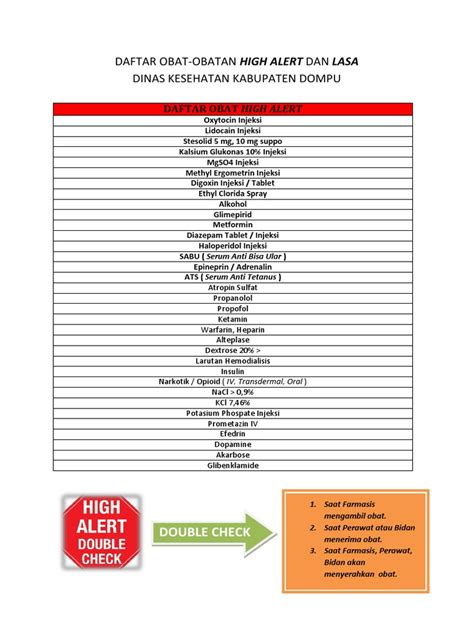 DAFTAR OBAT-OBATAN HIGH ALERT DAN LASA
DINAS KESEHATAN KABUPATEN DOMPU
DAFTAR OBAT HIGH ALERT
Oxytocin Injeksi
Lidocain Injeksi
Stesolid 5 mg, 10 mg suppo
Kalsium Glukonas 10% Injeksi
MgSO4 Injeksi
Methyl Ergometrin Injeksi
Digoxin Injeksi / Tablet
Ethyl Clorida Spray
Alkohol
Glimepirid
Metformin
Diazepam Tablet / Injeksi
Haloperidol Injeksi
SABU ( Serum Anti Bisa Ular )
Epineprin / Adrenalin
ATS ( Serum Anti Tetanus )
Atropin Sulfat
Propanolol
Propofol
Ketamin
Warfarin, Heparin
Alteplase
Dextrose 20% >
Larutan Hemodialisis
Insulin
Narkotik / Opioid ( IV, Transdermal, Oral )
NaCl > 0,9%
KCl 7,46%
Potasium Phospate Injeksi
Prometazin IV
Efedrin
Dopamine
Akarbose
Glibenklamide
HIGH
ALERT
DOUBLE
CHECK
DOUBLE CHECK
1. Saat Farmasis
mengambil obat.
2. Saat Perawat atau Bidan
menerima obat.
3. Saat Farmasis, Perawat,
Bidan akan
menyerahkan obat.